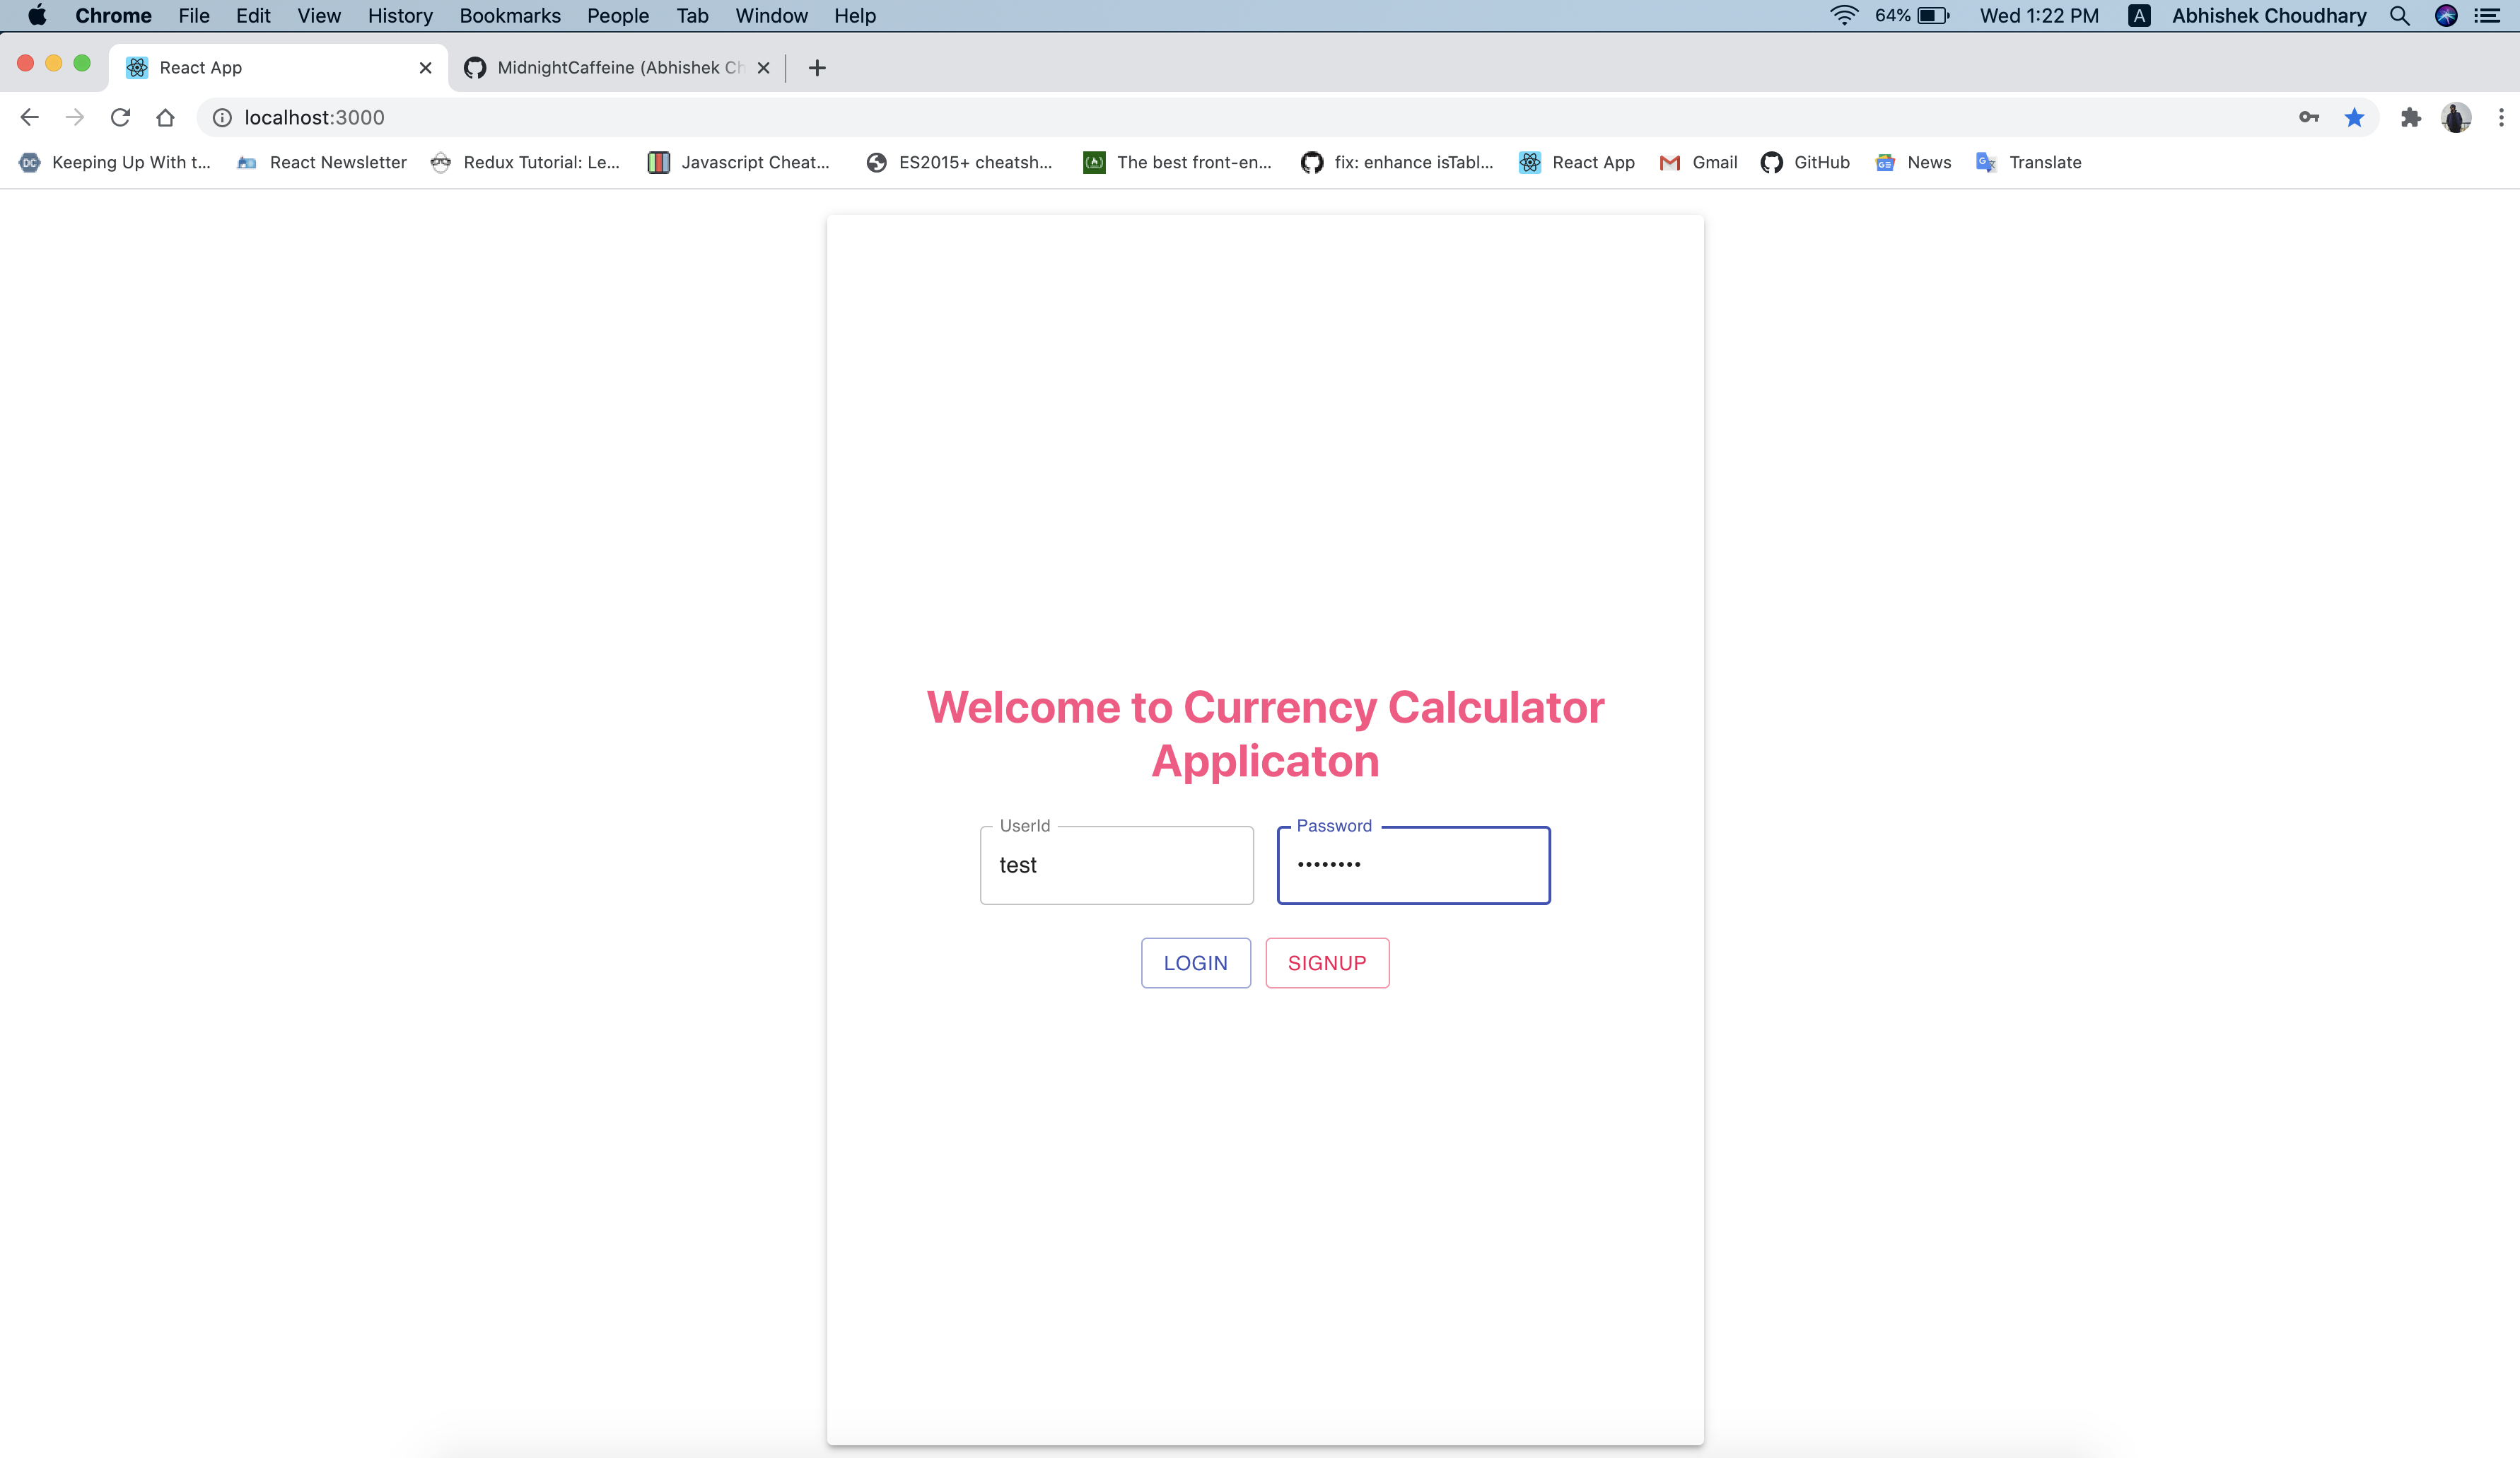 Chrome File Edit View History Bookmarks People Tab Window Help 64% Wed 1:22 PM A Abhishek Choudhary
React App MidnightCaffeine (Abhishek Ch
localhost:3000
DC Keeping Up With t... React Newsletter Redux Tutorial: Le... Javascript Cheat... ES2015+ cheatsh... The best front-en... fix: enhance isTabl... React App Gmail GitHub News Translate
Welcome to Currency Calculator
Applicaton
UserId Password
test ••••••••
LOGIN SIGNUP